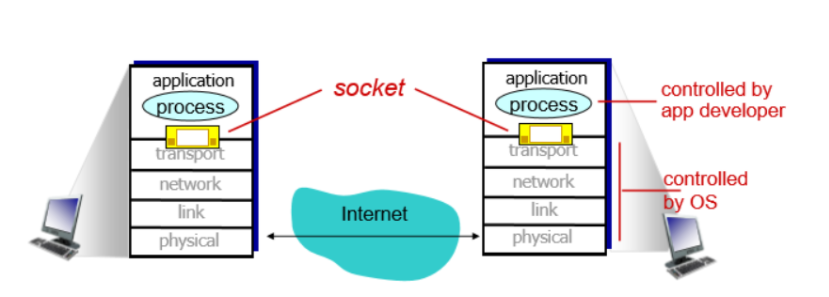 application
process
transport
network
link
physical
socket
Internet
application
process
transport
network
link
physical
controlled by
app developer
controlled
by OS